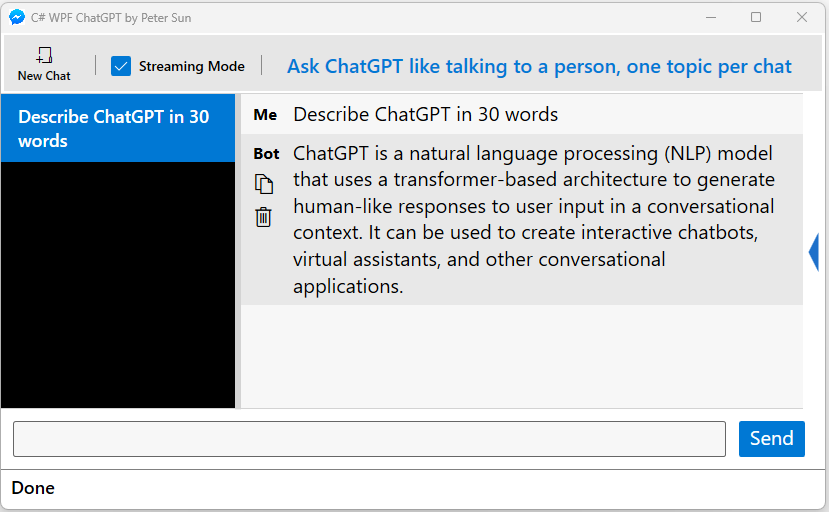 C# WPF ChatGPT by Peter Sun
New Chat
Streaming Mode
Ask ChatGPT like talking to a person, one topic per chat
Describe ChatGPT in 30
words
Me Describe ChatGPT in 30 words
Bot ChatGPT is a natural language processing (NLP) model
that uses a transformer-based architecture to generate
human-like responses to user input in a conversational
context. It can be used to create interactive chatbots,
virtual assistants, and other conversational
applications.
Send
Done